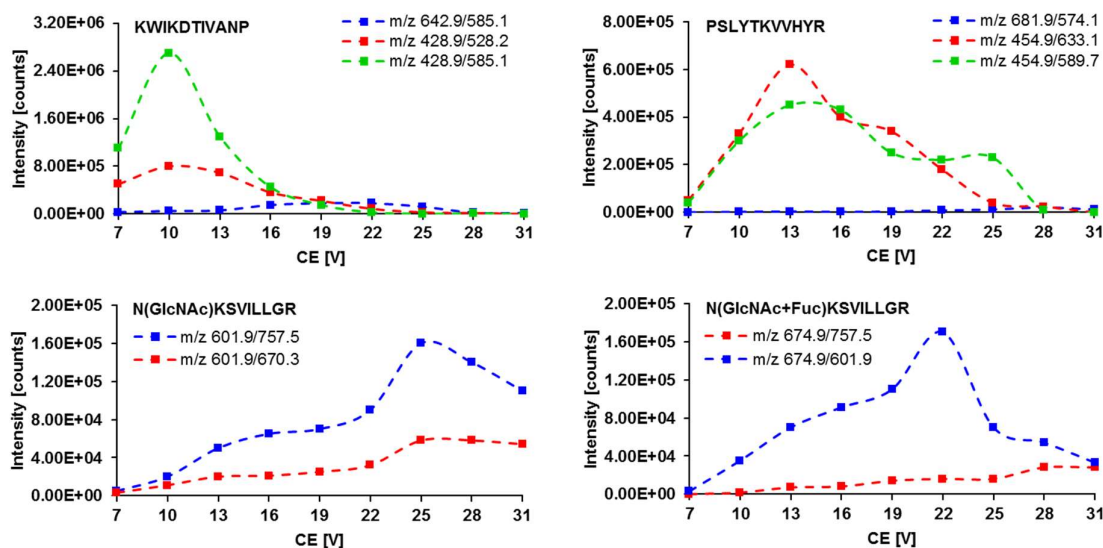 KWIKDTIVANP
m/z 642.9/585.1
m/z 428.9/528.2
m/z 428.9/585.1
Intensity [counts]
3.20E+06
2.40E+06
1.60E+06
8.00E+05
0.00E+00
7 10 13 16 19 22 25 28 31
CE [V]
PSLYTKVVHYR
m/z 681.9/574.1
m/z 454.9/633.1
m/z 454.9/589.7
Intensity [counts]
8.00E+05
6.00E+05
4.00E+05
2.00E+05
0.00E+00
7 10 13 16 19 22 25 28 31
CE [V]
N(GlcNAc)KSVILLGR
m/z 601.9/757.5
m/z 601.9/670.3
Intensity [counts]
2.00E+05
1.60E+05
1.20E+05
8.00E+04
4.00E+04
0.00E+00
7 10 13 16 19 22 25 28 31
CE [V]
N(GlcNAc+Fuc)KSVILLGR
m/z 674.9/757.5
m/z 674.9/601.9
Intensity [counts]
2.00E+05
1.60E+05
1.20E+05
8.00E+04
4.00E+04
0.00E+00
7 10 13 16 19 22 25 28 31
CE [V]